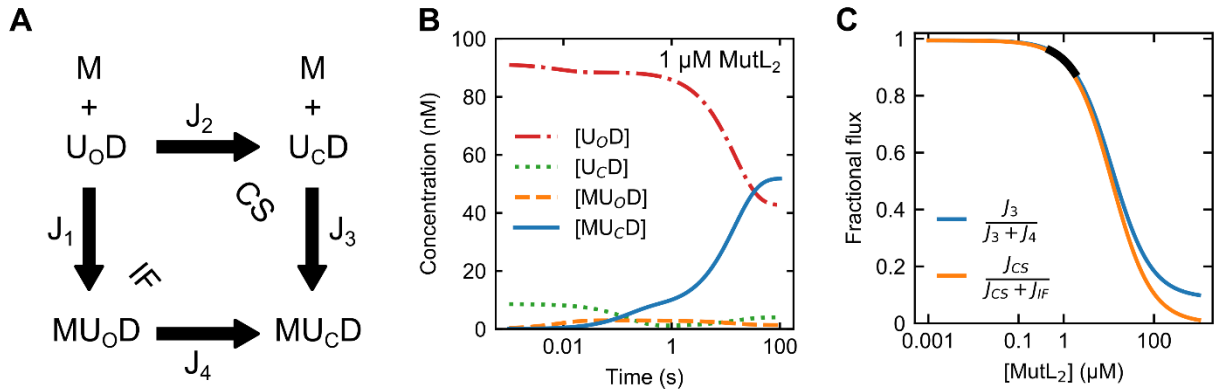 A
M
M
+
+
UOD
J2
UCD
CS
J1
J3
IF
MUOD
J4
MUCD
B
1 μM MutL2
Concentration (nM)
100
80
60
40
20
0
[UOD]
[UCD]
[MUOD]
[MUCD]
0.01
1
100
Time (s)
C
Fractional flux
1
0.8
0.6
0.4
0.2
0
J3
J3 + J4
JCS
JCS + JIF
0.001
0.1
1
100
[MutL2] (μM)